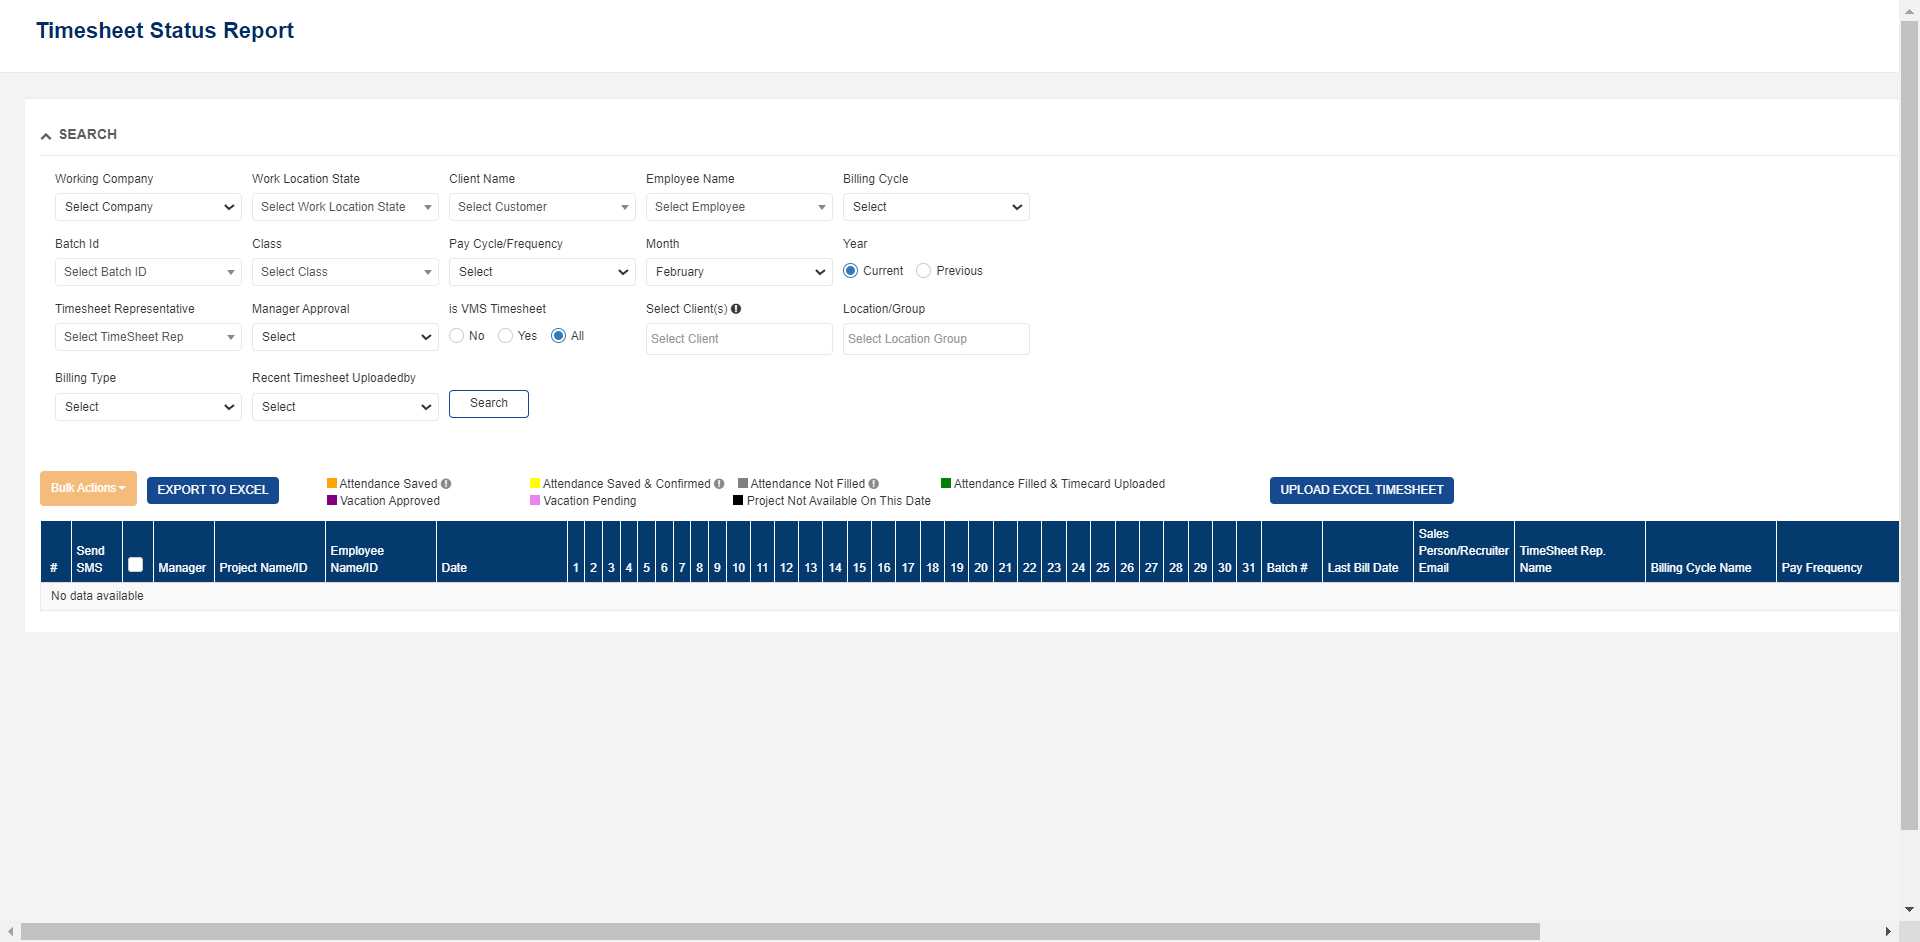 Timesheet Status Report
SEARCH
Working Company Work Location State Client Name Employee Name Billing Cycle
Select Company Select Work Location State Select Customer Select Employee Select
Batch Id Class Pay Cycle/Frequency Month Year
Select Batch ID Select Class Select February Current Previous
Timesheet Representative Manager Approval is VMS Timesheet Select Client(s) Location/Group
Select TimeSheet Rep Select No Yes All Select Client Select Location Group
Billing Type Recent Timesheet Uploadedby
Select Select Search
Bulk Actions EXPORT TO EXCEL Attendance Saved Attendance Saved & Confirmed Attendance Not Filled Attendance Filled & Timecard Uploaded UPLOAD EXCEL TIMESHEET
Vacation Approved Vacation Pending Project Not Available On This Date
Sales
Send Employee Person/Recruiter TimeSheet Rep.
# SMS Manager Project Name/ID Name/ID Date 1 2 3 4 5 6 7 8 9 10 11 12 13 14 15 16 17 18 19 20 21 22 23 24 25 26 27 28 29 30 31 Batch # Last Bill Date Email Name Billing Cycle Name Pay Frequency
No data available